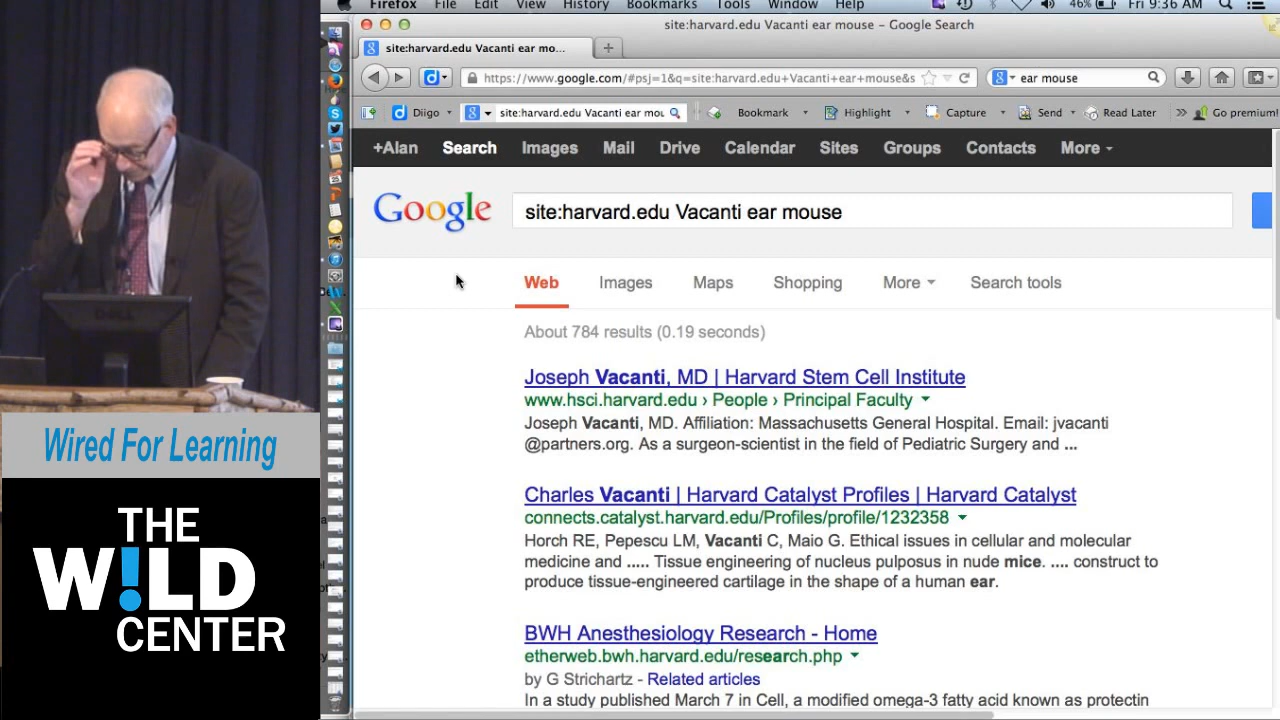 Firefox File Edit View History Bookmarks Tools Window Help 46% Fri 9:36 AM
site:harvard.edu Vacanti ear mouse - Google Search
site:harvard.edu Vacanti ear mo...
https://www.google.com/#psj=1&q=site:harvard.edu+Vacanti+ear+mouse&s
ear mouse
Diigo site:harvard.edu Vacanti ear mou Bookmark Highlight Capture Send Read Later Go premium!
+Alan Search Images Mail Drive Calendar Sites Groups Contacts More
Google site:harvard.edu Vacanti ear mouse
Web Images Maps Shopping More Search tools
About 784 results (0.19 seconds)
Joseph Vacanti, MD | Harvard Stem Cell Institute
www.hsci.harvard.edu › People › Principal Faculty
Joseph Vacanti, MD. Affiliation: Massachusetts General Hospital. Email: jvacanti
@partners.org. As a surgeon-scientist in the field of Pediatric Surgery and ...
Charles Vacanti | Harvard Catalyst Profiles | Harvard Catalyst
connects.catalyst.harvard.edu/Profiles/profile/1232358
Horch RE, Pepescu LM, Vacanti C, Maio G. Ethical issues in cellular and molecular
medicine and ..... Tissue engineering of nucleus pulposus in nude mice. .... construct to
produce tissue-engineered cartilage in the shape of a human ear.
BWH Anesthesiology Research - Home
etherweb.bwh.harvard.edu/research.php
by G Strichartz - Related articles
In a study published March 7 in Cell, a modified omega-3 fatty acid known as protectin
DELL
Wired For Learning
THE
W!LD
CENTER